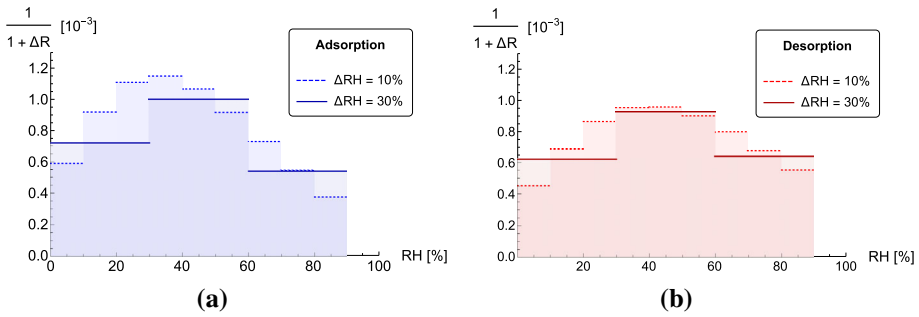 1
1 + ΔR
[10⁻³]
Adsorption
ΔRH = 10%
ΔRH = 30%
1.2
1.0
0.8
0.6
0.4
0.2
0.0
0 20 40 60 80 100
RH [%]
(a)
1
1 + ΔR
[10⁻³]
Desorption
ΔRH = 10%
ΔRH = 30%
1.2
1.0
0.8
0.6
0.4
0.2
0.0
20 40 60 80 100
RH [%]
(b)